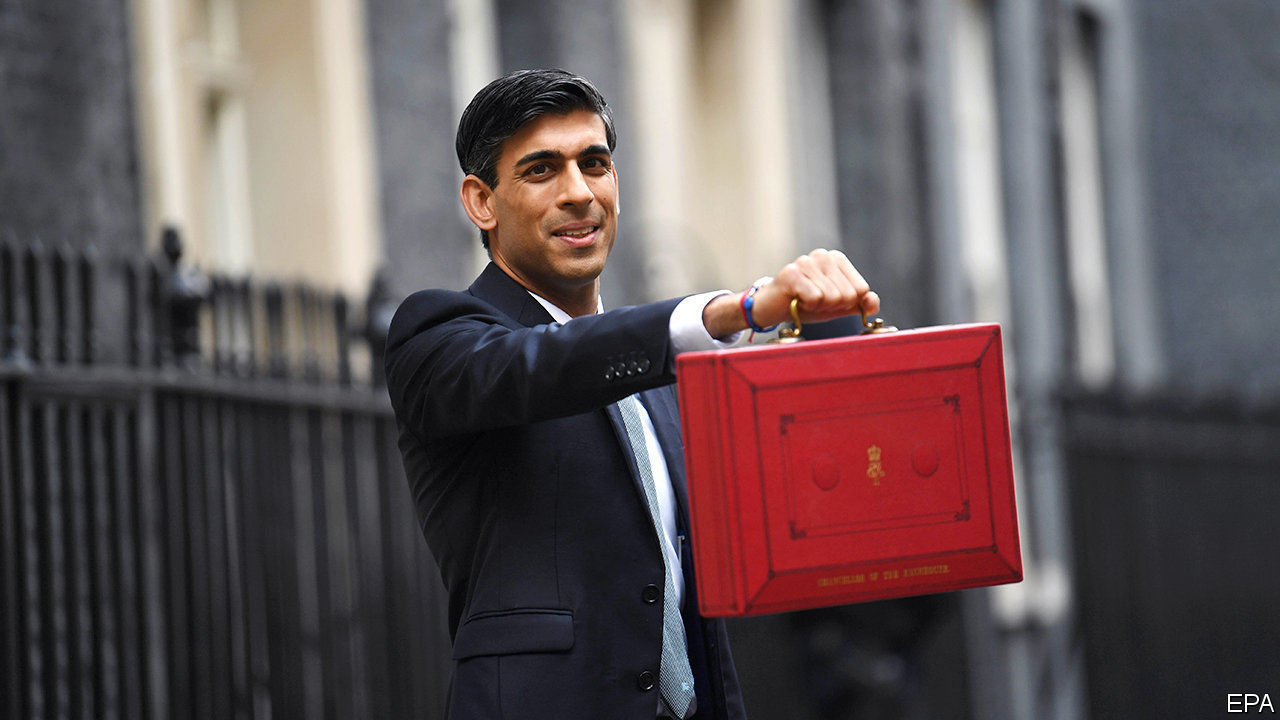 CHANCELLOR OF THE EXCHEQUER
EPA